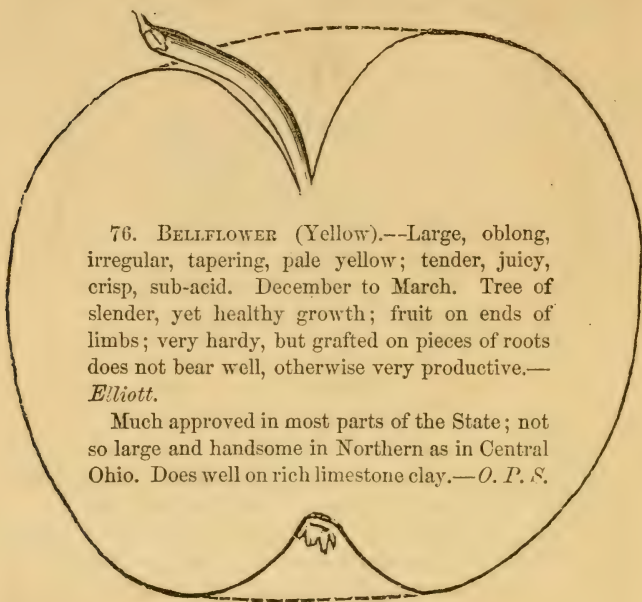 76. BELLFLOWER (Yellow).--Large, oblong,
irregular, tapering, pale yellow; tender, juicy,
crisp, sub-acid. December to March. Tree of
slender, yet healthy growth; fruit on ends of
limbs; very hardy, but grafted on pieces of roots
does not bear well, otherwise very productive.—
Elliott.
Much approved in most parts of the State; not
so large and handsome in Northern as in Central
Ohio. Does well on rich limestone clay.—O. P. S.